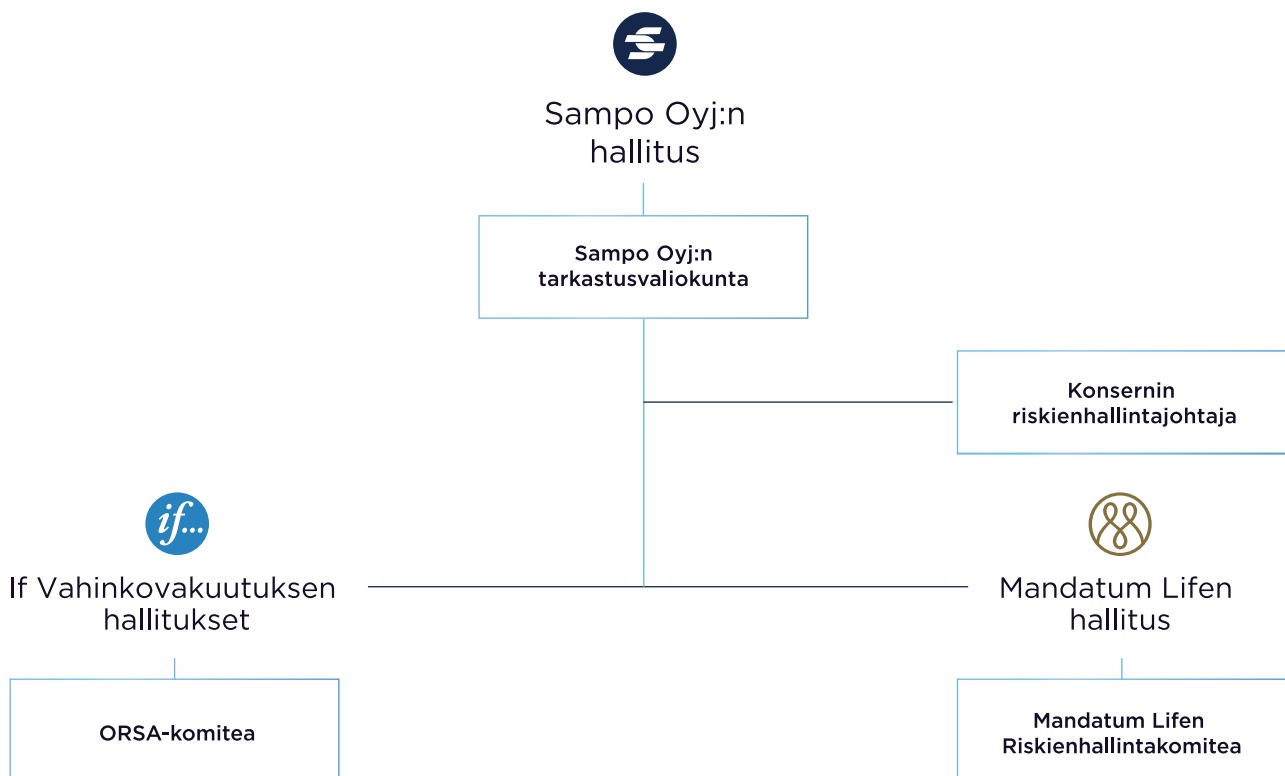 Sampo Oyj:n
hallitus
Sampo Oyj:n
tarkastusvaliokunta
Konsernin
riskienhallintajohtaja
if...
If Vahinkovakuutuksen
hallitukset
Mandatum Lifen
hallitus
ORSA-komitea
Mandatum Lifen
Riskienhallintakomitea